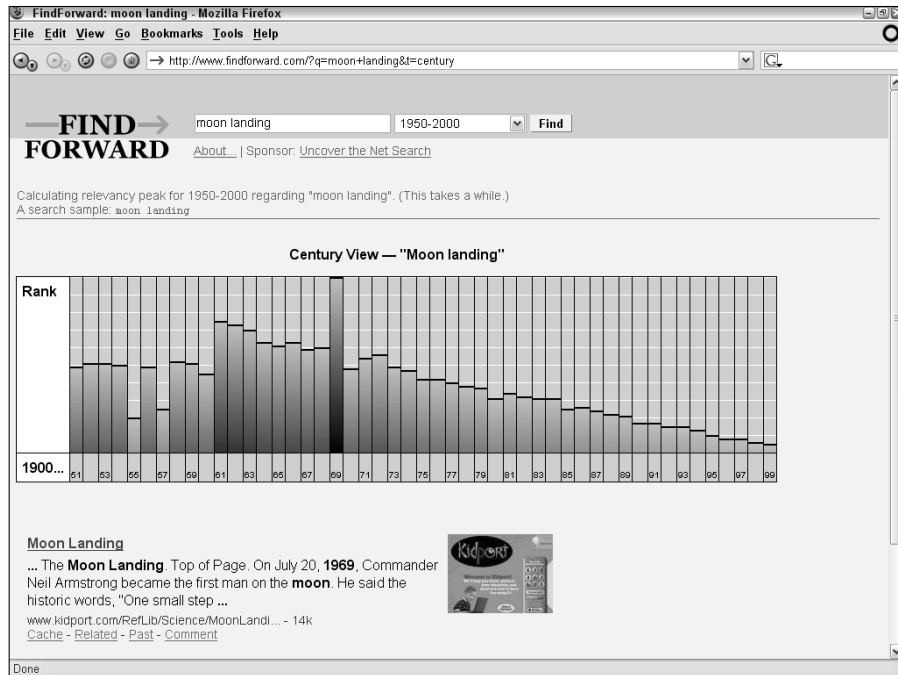 FindForward: moon landing - Mozilla Firefox
File Edit View Go Bookmarks Tools Help
http://www.findforward.com/?q=moon+landing&t=century
G
FIND
FORWARD
moon landing
1950-2000
Find
About... | Sponsor: Uncover the Net Search
Calculating relevancy peak for 1950-2000 regarding "moon landing". (This takes a while.)
A search sample: moon landing
Century View — "Moon landing"
Rank
1900... 51 53 55 57 59 61 63 65 67 69 71 73 75 77 79 81 83 85 87 89 91 93 95 97 99
Moon Landing
... The Moon Landing. Top of Page. On July 20, 1969, Commander
Neil Armstrong became the first man on the moon. He said the
historic words, "One small step ...
www.kidport.com/RefLib/Science/MoonLandi... - 14k
Cache - Related - Past - Comment
Kidport
Welcome to Kidport!
Done